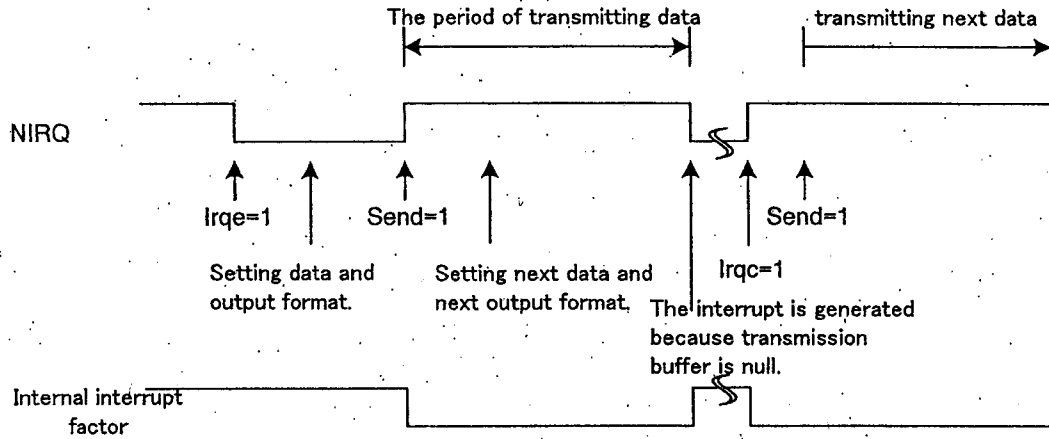 The period of transmitting data
transmitting next data
NIRQ
Irqe=1
Send=1
Send=1
Irqc=1
Setting data and
output format.
Setting next data and
next output format.
The interrupt is generated
because transmission
buffer is null.
Internal interrupt
factor